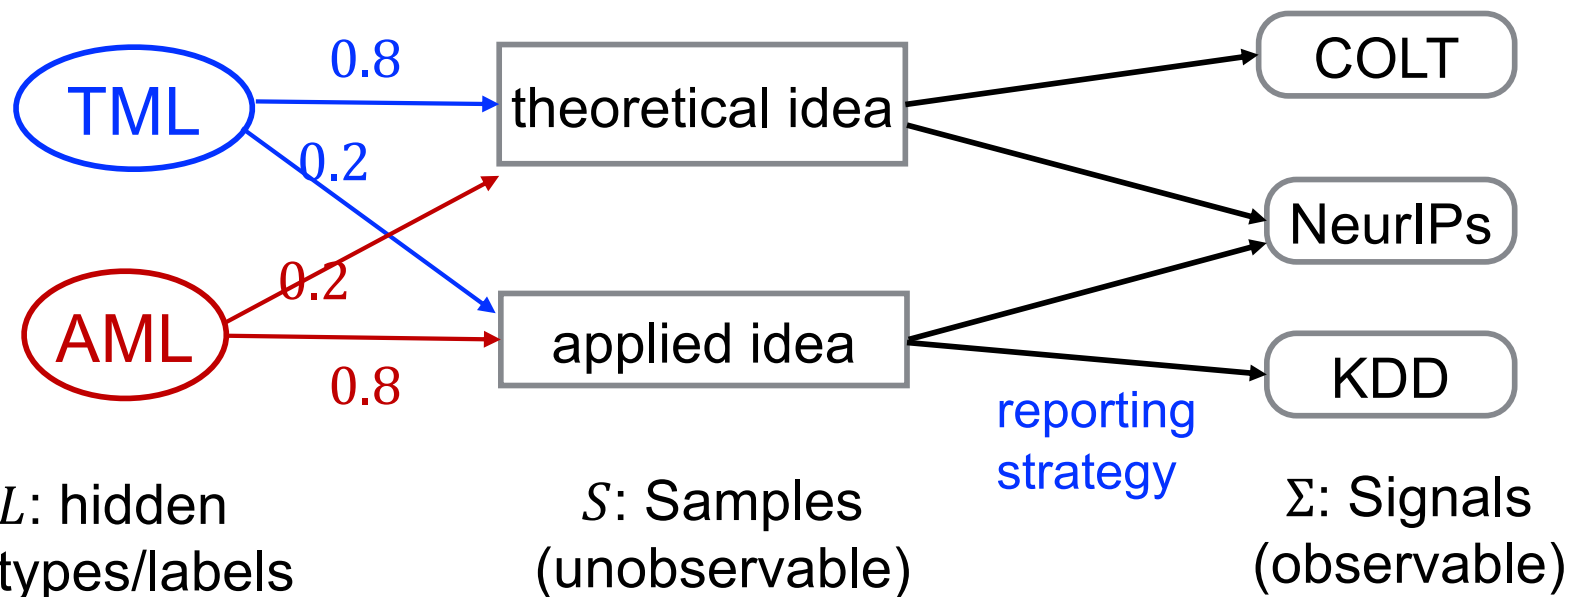 TML
0.8
0.2
AML
0.2
0.8
theoretical idea
applied idea
COLT
NeurIPs
KDD
reporting
strategy
L: hidden
types/labels
S: Samples
(unobservable)
Σ: Signals
(observable)